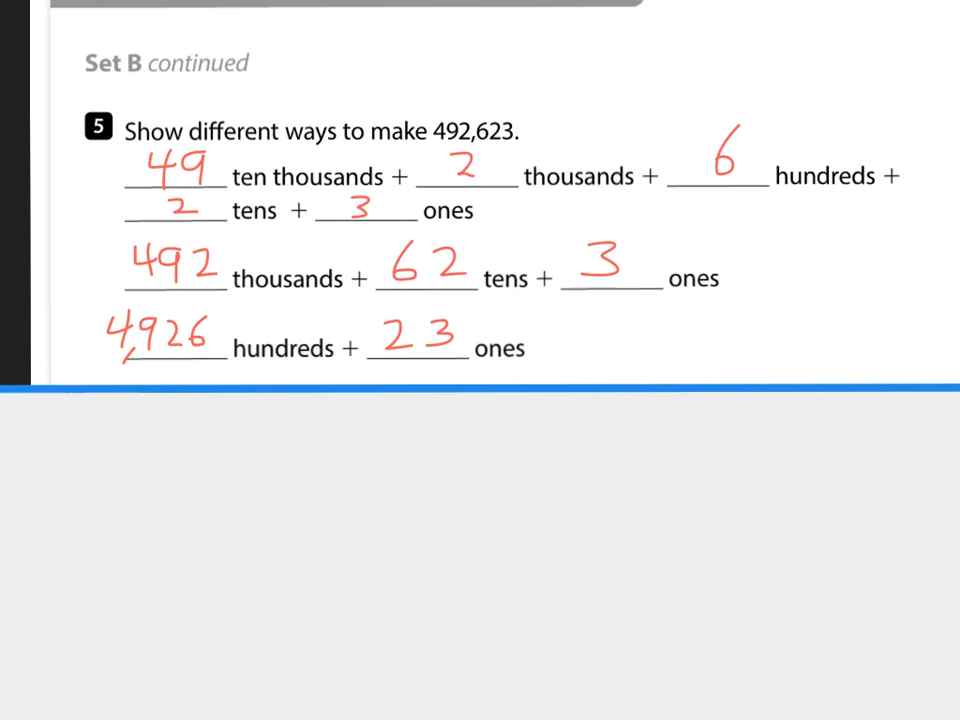 Set B continued
5 Show different ways to make 492,623.
49 ten thousands + 2 thousands + 6 hundreds +
2 tens + 3 ones
492 thousands + 62 tens + 3 ones
4,926 hundreds + 23 ones